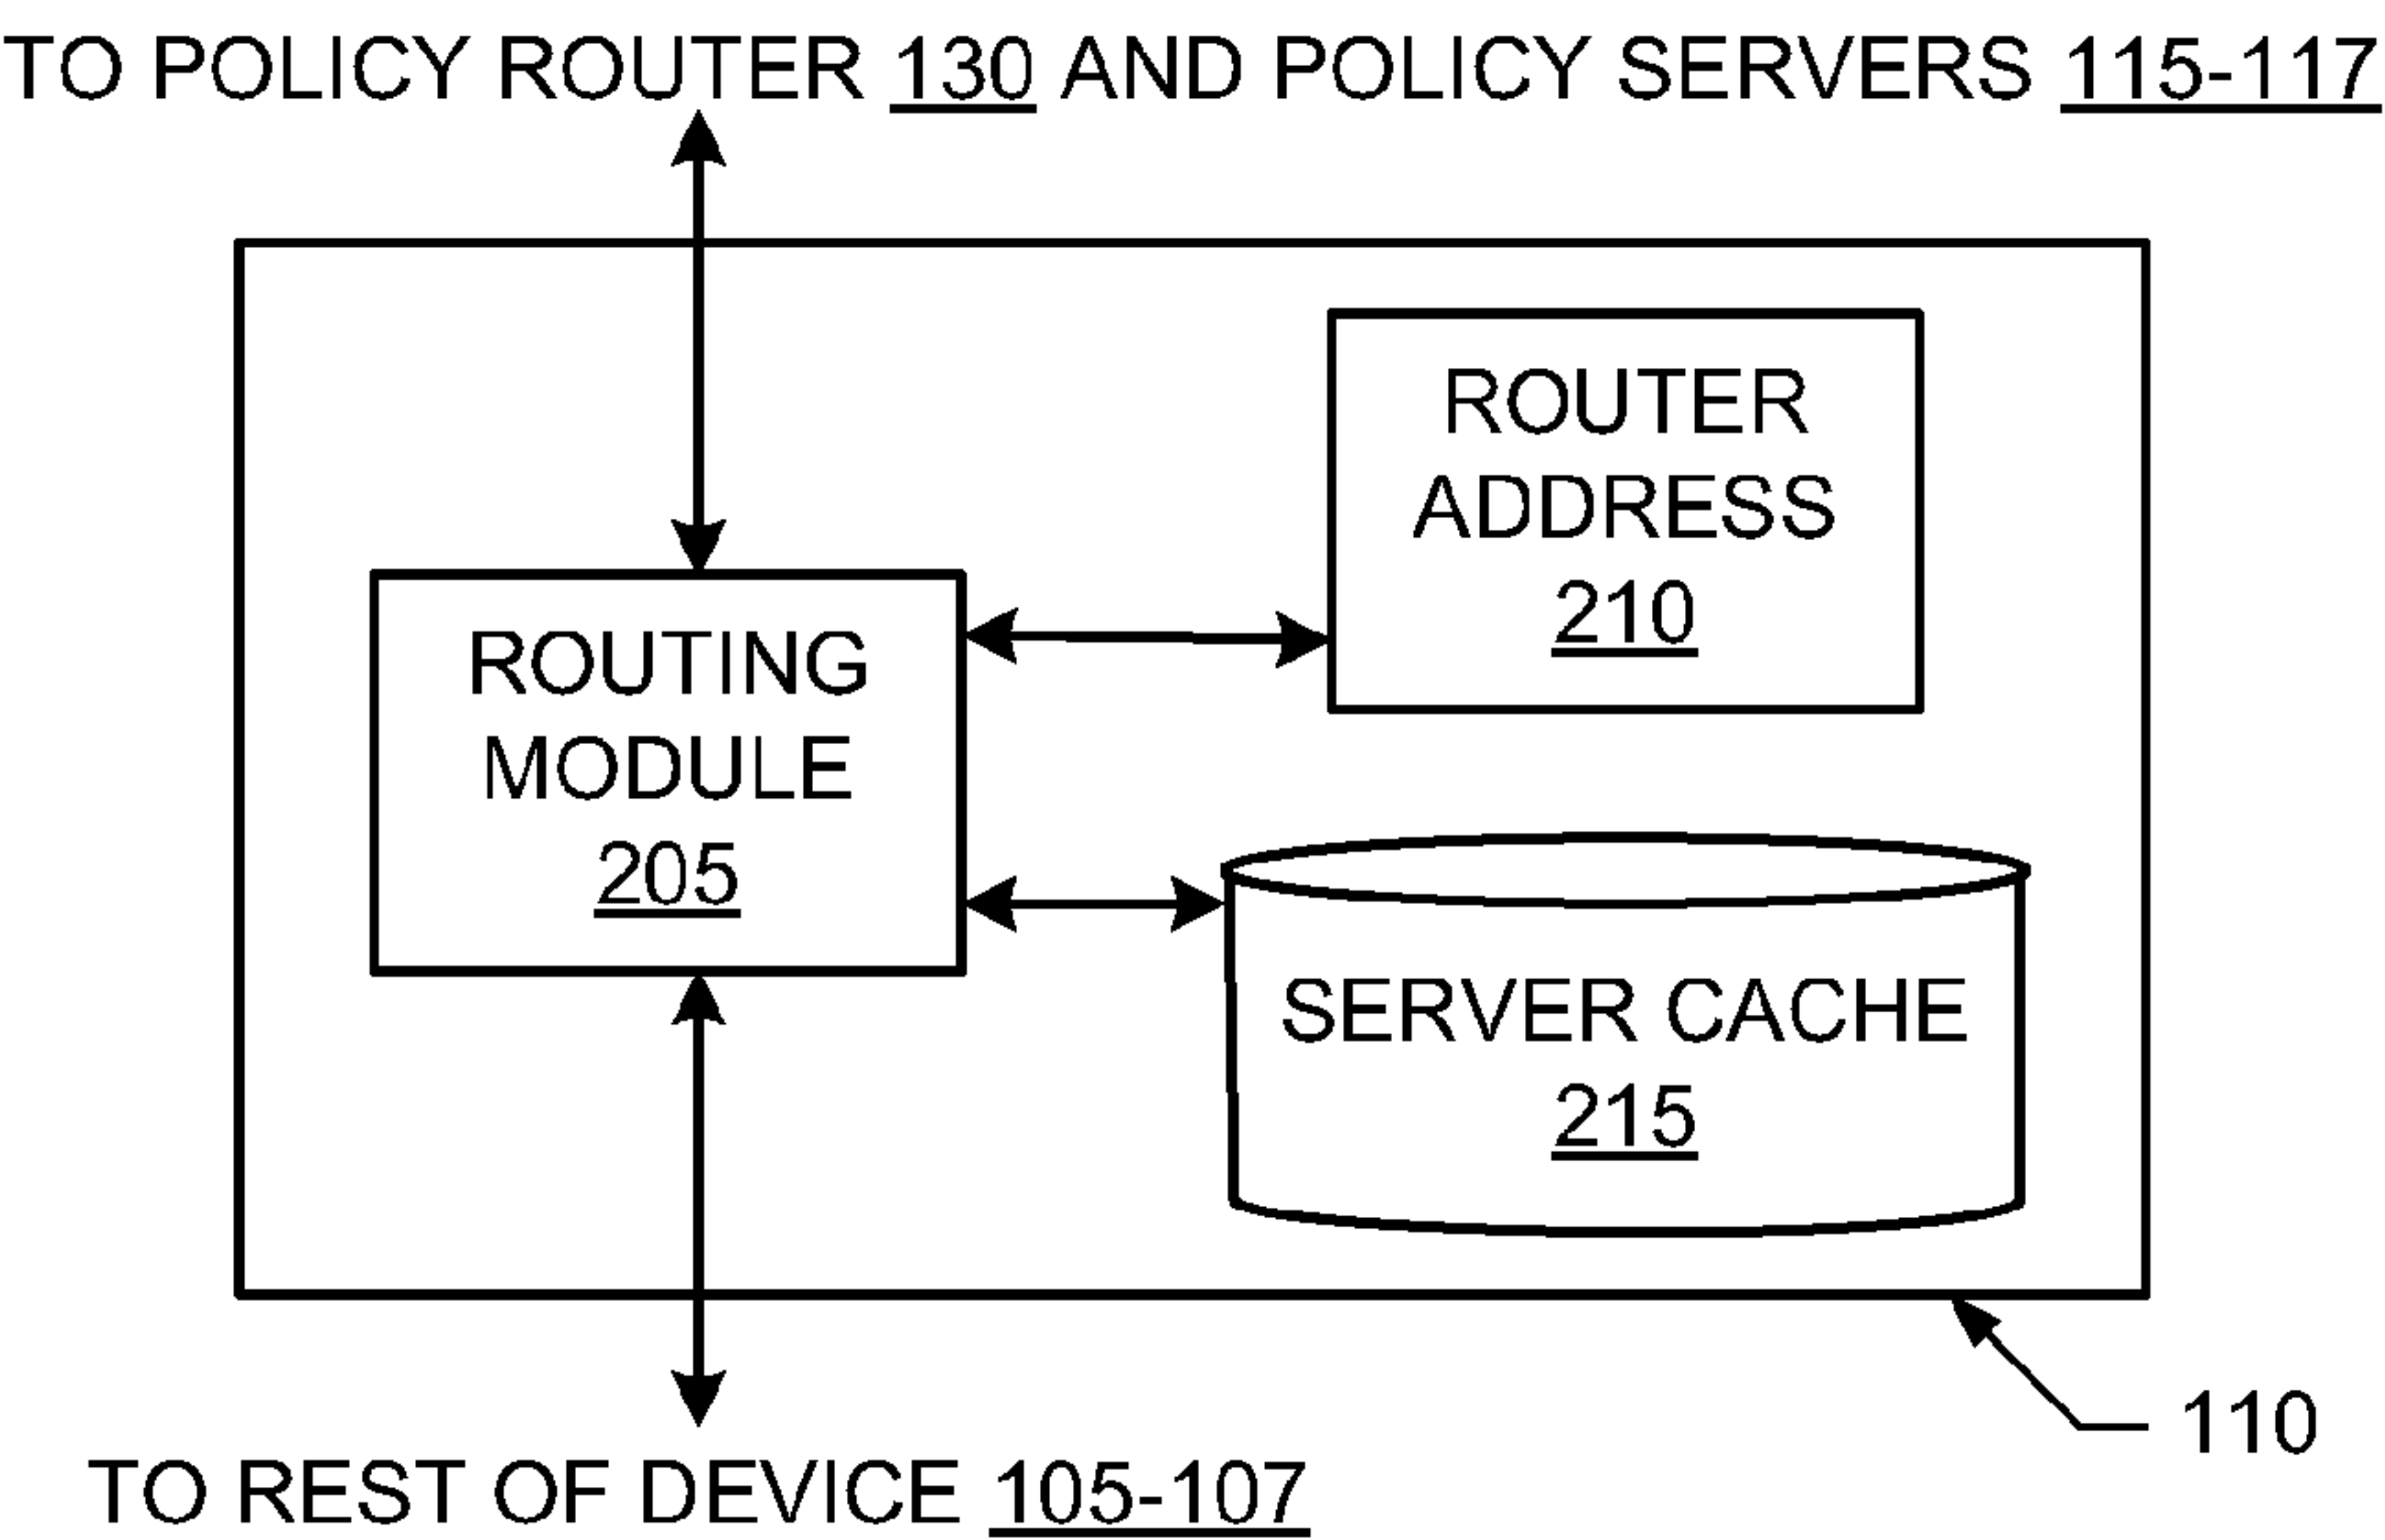 TO POLICY ROUTER 130 AND POLICY SERVERS 115-117
ROUTER
ADDRESS
210
ROUTING
MODULE
205
SERVER CACHE
215
110
TO REST OF DEVICE 105-107